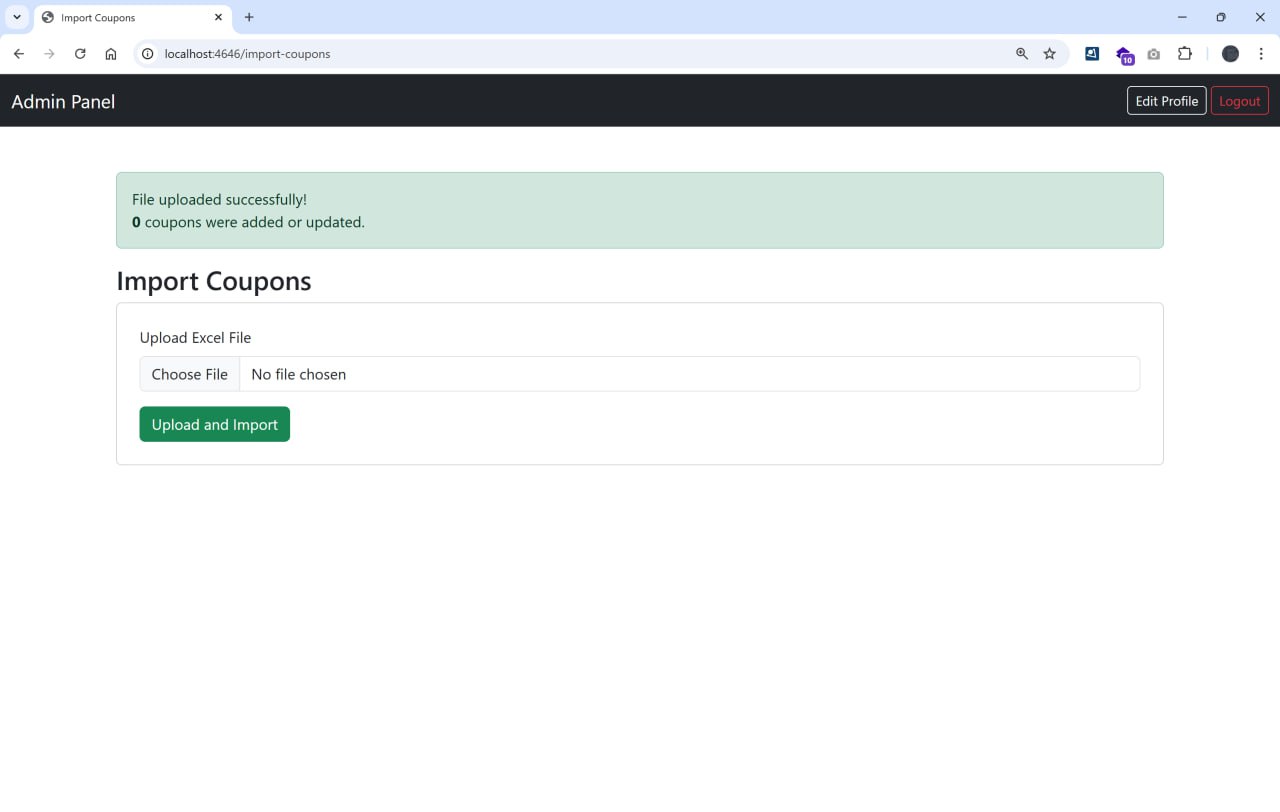 Import Coupons
localhost:4646/import-coupons
10
Admin Panel
Edit Profile
Logout
File uploaded successfully!
0 coupons were added or updated.
Import Coupons
Upload Excel File
Choose File
No file chosen
Upload and Import